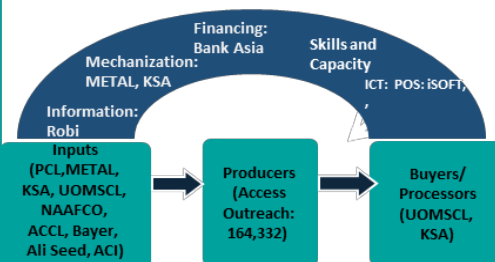 Financing:
Bank Asia
Mechanization:
METAL, KSA
Skills and
Capacity
ICT: POS: iSOFT,
,
Information:
Robi
Inputs
(PCL,METAL,
KSA, UOMSCL,
NAAFCO,
ACCL, Bayer,
Ali Seed, ACI)
Producers
(Access
Outreach:
164,332)
Buyers/
Processors
(UOMSCL,
KSA)